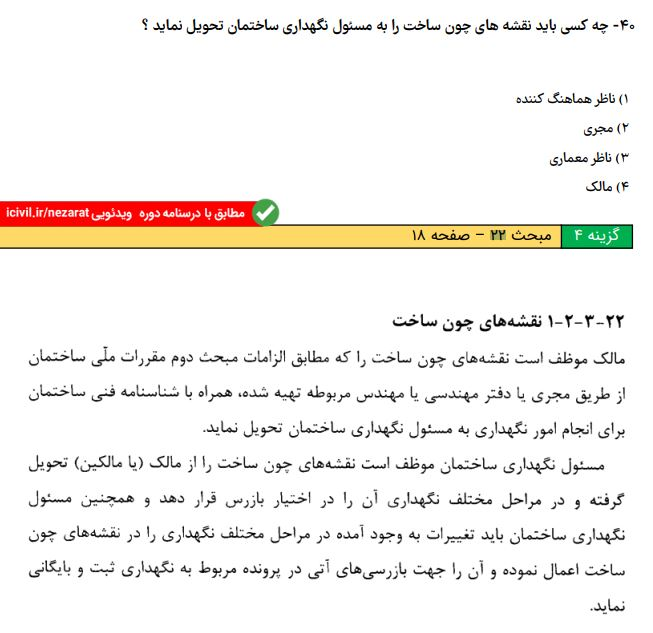 ۴۰- چه کسی باید نقشه های چون ساخت را به مسئول نگهداری ساختمان تحویل نماید ؟
۱) ناظر هماهنگ کننده
۲) مجری
۳) ناظر معماری
۴) مالک
مطابق با درسنامه دوره ویدئویی icivil.ir/nezarat
گزینه ۴ مبحث ۲۲ – صفحه ۱۸
۲۲-۳-۲-۱ نقشه‌های چون ساخت
مالک موظف است نقشه‌های چون ساخت را که مطابق الزامات مبحث دوم مقررات ملّی ساختمان
از طریق مجری یا دفتر مهندسی یا مهندس مربوطه تهیه شده، همراه با شناسنامه فنی ساختمان
برای انجام امور نگهداری به مسئول نگهداری ساختمان تحویل نماید.
مسئول نگهداری ساختمان موظف است نقشه‌های چون ساخت را از مالک (یا مالکین) تحویل
گرفته و در مراحل مختلف نگهداری آن را در اختیار بازرس قرار دهد و همچنین مسئول
نگهداری ساختمان باید تغییرات به وجود آمده در مراحل مختلف نگهداری را در نقشه‌های چون
ساخت اعمال نموده و آن را جهت بازرسی‌های آتی در پرونده مربوط به نگهداری ثبت و بایگانی
نماید.